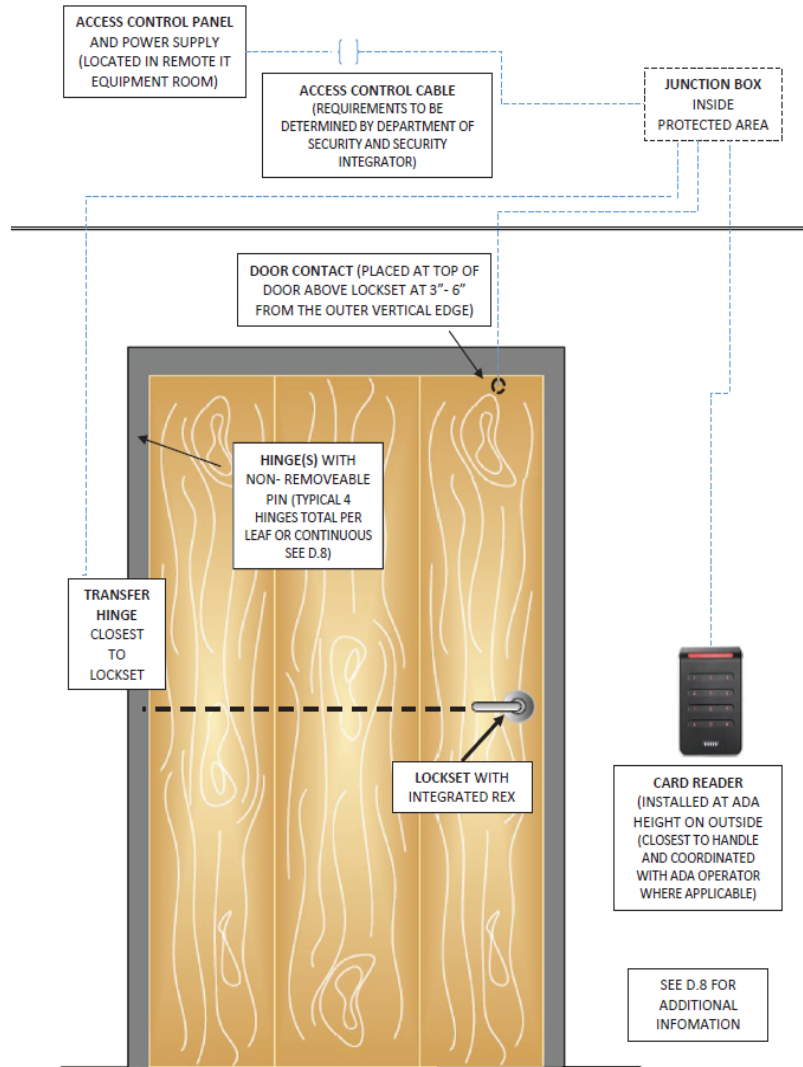 ACCESS CONTROL PANEL
AND POWER SUPPLY
(LOCATED IN REMOTE IT
EQUIPMENT ROOM)
ACCESS CONTROL CABLE
(REQUIREMENTS TO BE
DETERMINED BY DEPARTMENT OF
SECURITY AND SECURITY
INTEGRATOR)
JUNCTION BOX
INSIDE
PROTECTED AREA
DOOR CONTACT (PLACED AT TOP OF
DOOR ABOVE LOCKSET AT 3”- 6”
FROM THE OUTER VERTICAL EDGE)
HINGE(S) WITH
NON- REMOVEABLE
PIN (TYPICAL 4
HINGES TOTAL PER
LEAF OR CONTINUOUS
SEE D.8)
TRANSFER
HINGE
CLOSEST
TO
LOCKSET
LOCKSET WITH
INTEGRATED REX
CARD READER
(INSTALLED AT ADA
HEIGHT ON OUTSIDE
(CLOSEST TO HANDLE
AND COORDINATED
WITH ADA OPERATOR
WHERE APPLICABLE)
SEE D.8 FOR
ADDITIONAL
INFOMATION